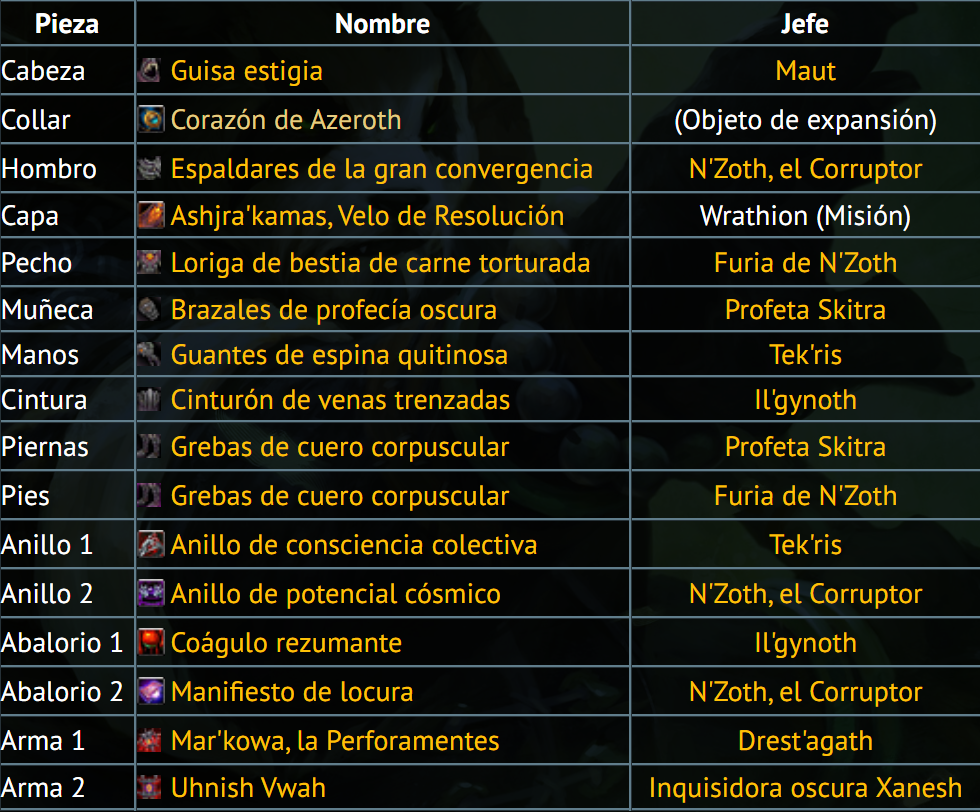 Pieza Nombre Jefe
Cabeza Guisa estigia Maut
Collar Corazón de Azeroth (Objeto de expansión)
Hombro Espaldares de la gran convergencia N'Zoth, el Corruptor
Capa Ashjra'kamas, Velo de Resolución Wrathion (Misión)
Pecho Loriga de bestia de carne torturada Furia de N'Zoth
Muñeca Brazales de profecía oscura Profeta Skitra
Manos Guantes de espina quitinosa Tek'ris
Cintura Cinturón de venas trenzadas Il'gynoth
Piernas Grebas de cuero corpuscular Profeta Skitra
Pies Grebas de cuero corpuscular Furia de N'Zoth
Anillo 1 Anillo de consciencia colectiva Tek'ris
Anillo 2 Anillo de potencial cósmico N'Zoth, el Corruptor
Abalorio 1 Coágulo rezumante Il'gynoth
Abalorio 2 Manifiesto de locura N'Zoth, el Corruptor
Arma 1 Mar'kowa, la Perforamentes Drest'agath
Arma 2 Uhnish Vwah Inquisidora oscura Xanesh